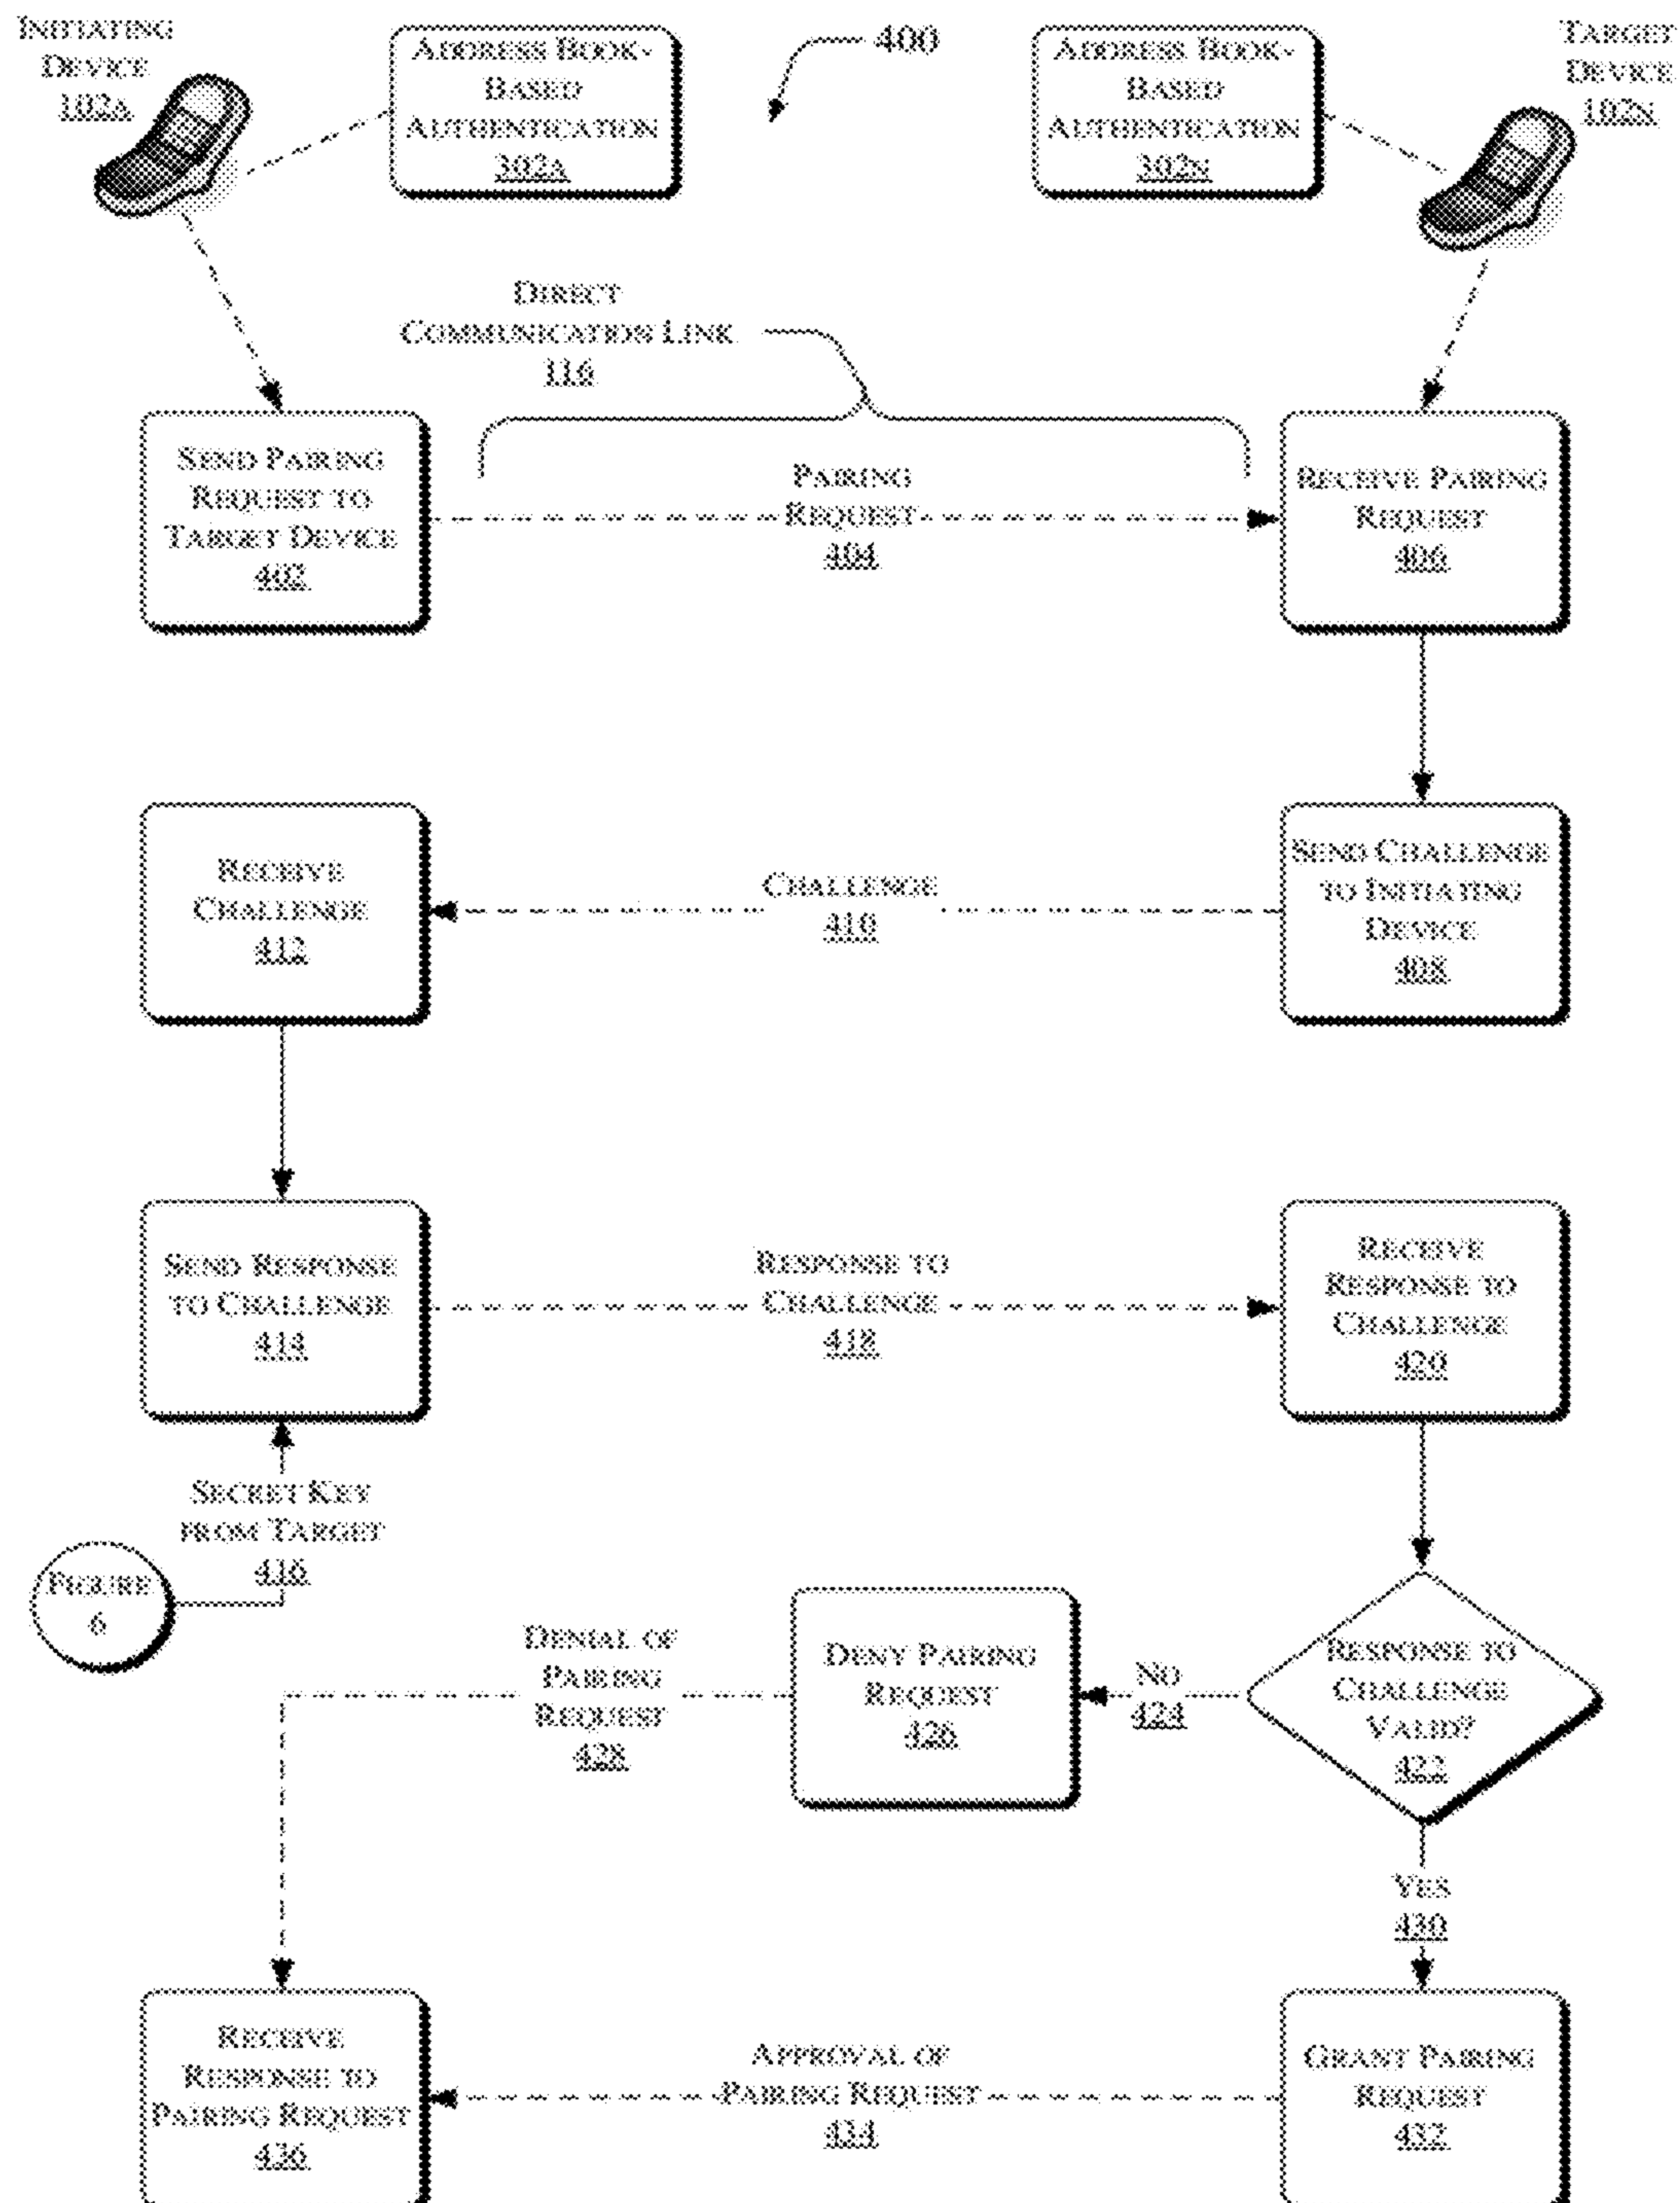 INITIATING
DEVICE
102A
ADDRESS BOOK-
BASED
AUTHENTICATION
302A
400
ADDRESS BOOK-
BASED
AUTHENTICATION
302N
TARGET
DEVICE
102N
DIRECT
COMMUNICATION LINK
116
SEND PAIRING
REQUEST TO
TARGET DEVICE
402
PAIRING
REQUEST
404
RECEIVE PAIRING
REQUEST
406
RECEIVE
CHALLENGE
412
CHALLENGE
410
SEND CHALLENGE
TO INITIATING
DEVICE
408
SEND RESPONSE
TO CHALLENGE
414
RESPONSE TO
CHALLENGE
418
RECEIVE
RESPONSE TO
CHALLENGE
420
SECRET KEY
FROM TARGET
416
FIGURE
6
DENIAL OF
PAIRING
REQUEST
428
DENY PAIRING
REQUEST
426
NO
424
RESPONSE TO
CHALLENGE
VALID?
422
YES
430
RECEIVE
RESPONSE TO
PAIRING REQUEST
436
APPROVAL OF
PAIRING REQUEST
434
GRANT PAIRING
REQUEST
432